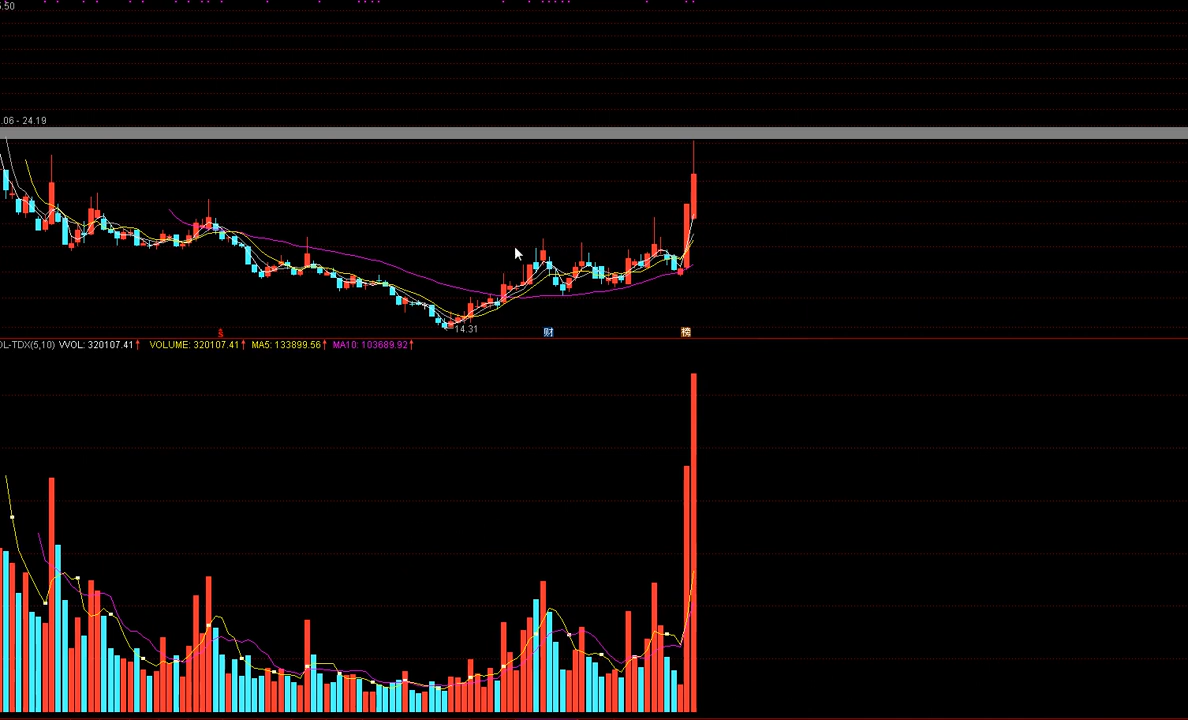 5.50
.06 - 24.19
14.31
财
榜
OL-TDX(5,10) VVOL: 320107.41↑ VOLUME: 320107.41↑ MA5: 133899.56↑ MA10: 103689.92↑